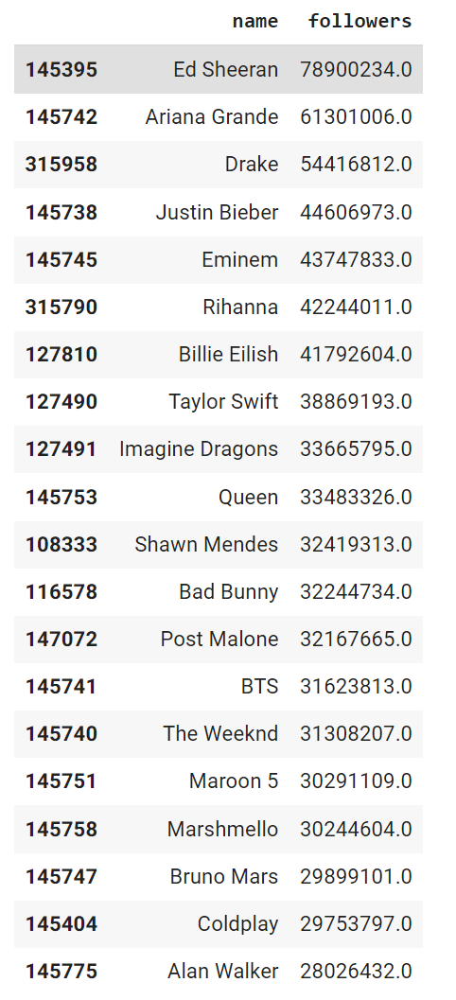 name followers
145395 Ed Sheeran 78900234.0
145742 Ariana Grande 61301006.0
315958 Drake 54416812.0
145738 Justin Bieber 44606973.0
145745 Eminem 43747833.0
315790 Rihanna 42244011.0
127810 Billie Eilish 41792604.0
127490 Taylor Swift 38869193.0
127491 Imagine Dragons 33665795.0
145753 Queen 33483326.0
108333 Shawn Mendes 32419313.0
116578 Bad Bunny 32244734.0
147072 Post Malone 32167665.0
145741 BTS 31623813.0
145740 The Weeknd 31308207.0
145751 Maroon 5 30291109.0
145758 Marshmello 30244604.0
145747 Bruno Mars 29899101.0
145404 Coldplay 29753797.0
145775 Alan Walker 28026432.0